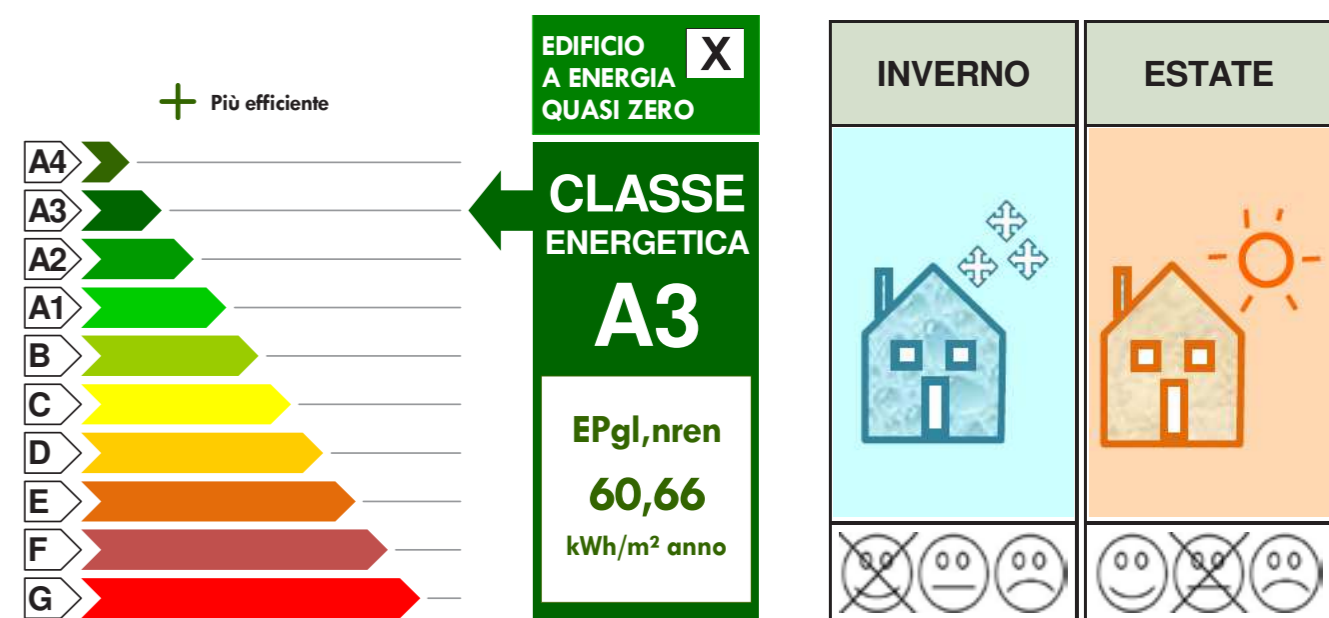 Più efficiente
A4
A3
A2
A1
B
C
D
E
F
G
EDIFICIO
A ENERGIA
QUASI ZERO
X
CLASSE
ENERGETICA
A3
EPgl,nren
60,66
kWh/m² anno
INVERNO
ESTATE